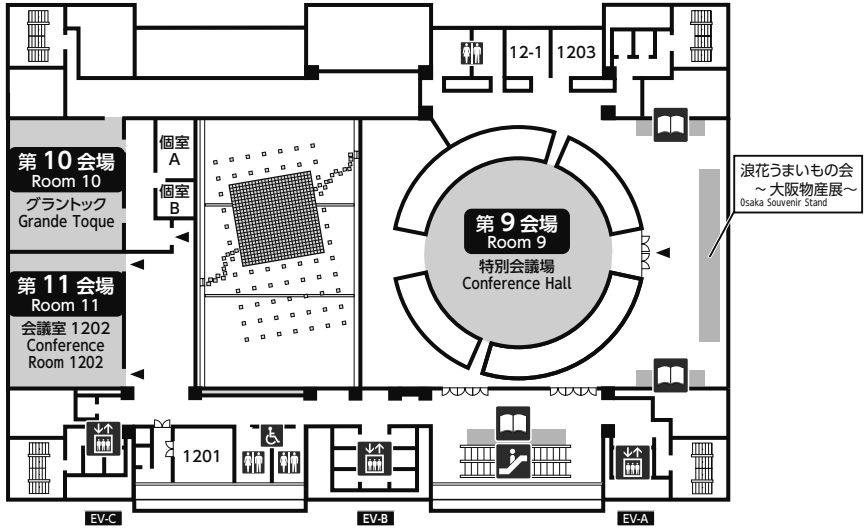 12-1
1203
第10会場
Room 10
グラントック
Grande Toque
個室
A
個室
B
第9会場
Room 9
特別会議場
Conference Hall
浪花うまいもの会
～大阪物産展～
Osaka Souvenir Stand
第11会場
Room 11
会議室 1202
Conference
Room 1202
1201
EV-C
EV-B
EV-A